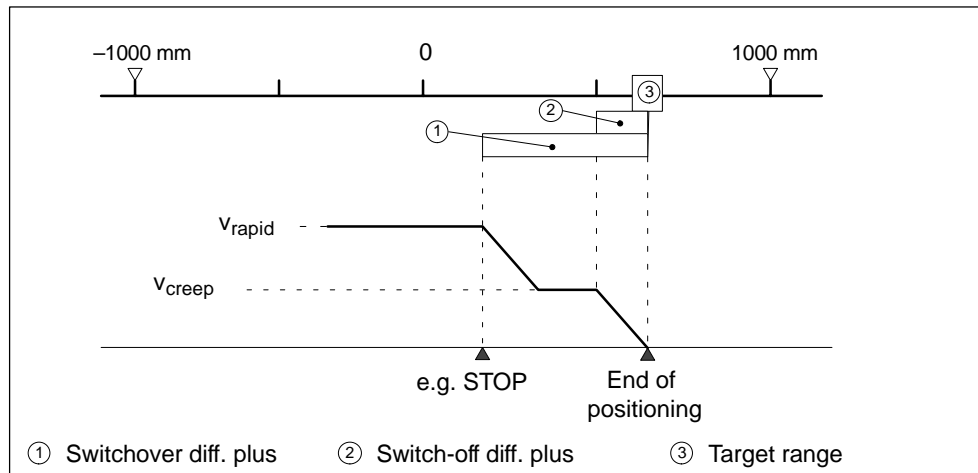 –1000 mm 0 1000 mm
③
②
①
v rapid
v creep
e.g. STOP End of
positioning
① Switchover diff. plus ② Switch-off diff. plus ③ Target range